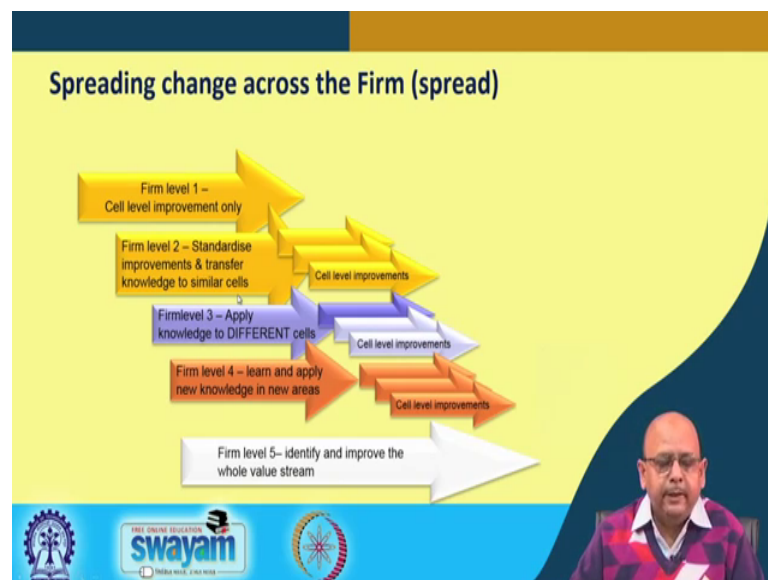 Spreading change across the Firm (spread)
Firm level 1 –
Cell level improvement only
Firm level 2 – Standardise
improvements & transfer
knowledge to similar cells
Cell level improvements
Firmlevel 3 – Apply
knowledge to DIFFERENT cells
Cell level improvements
Firm level 4 – learn and apply
new knowledge in new areas
Cell level improvements
Firm level 5– identify and improve the
whole value stream
FREE ONLINE EDUCATION
swayam